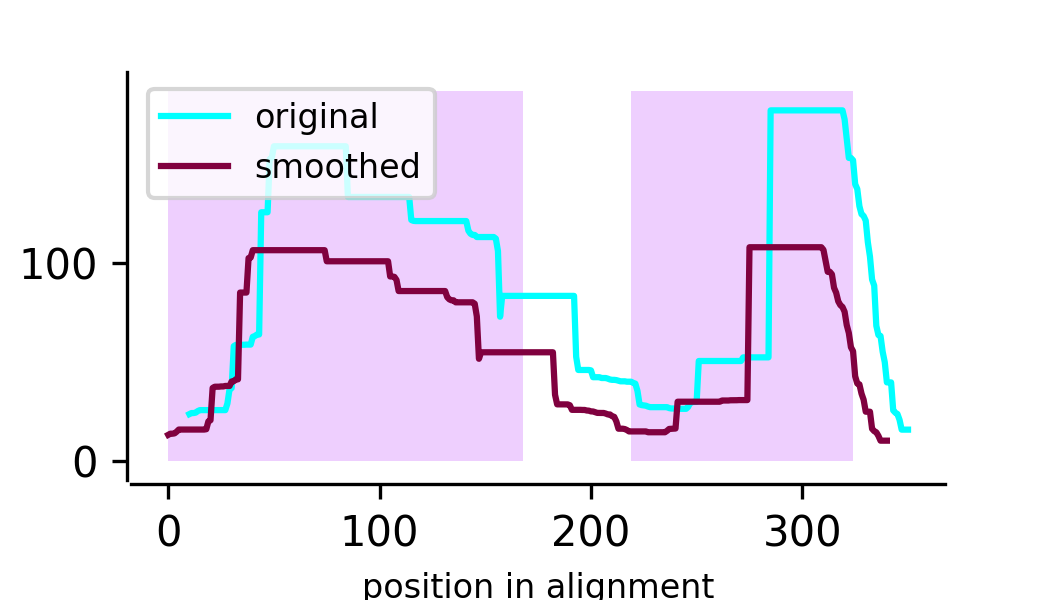 original
smoothed
100
0
0 100 200 300
position in alignment